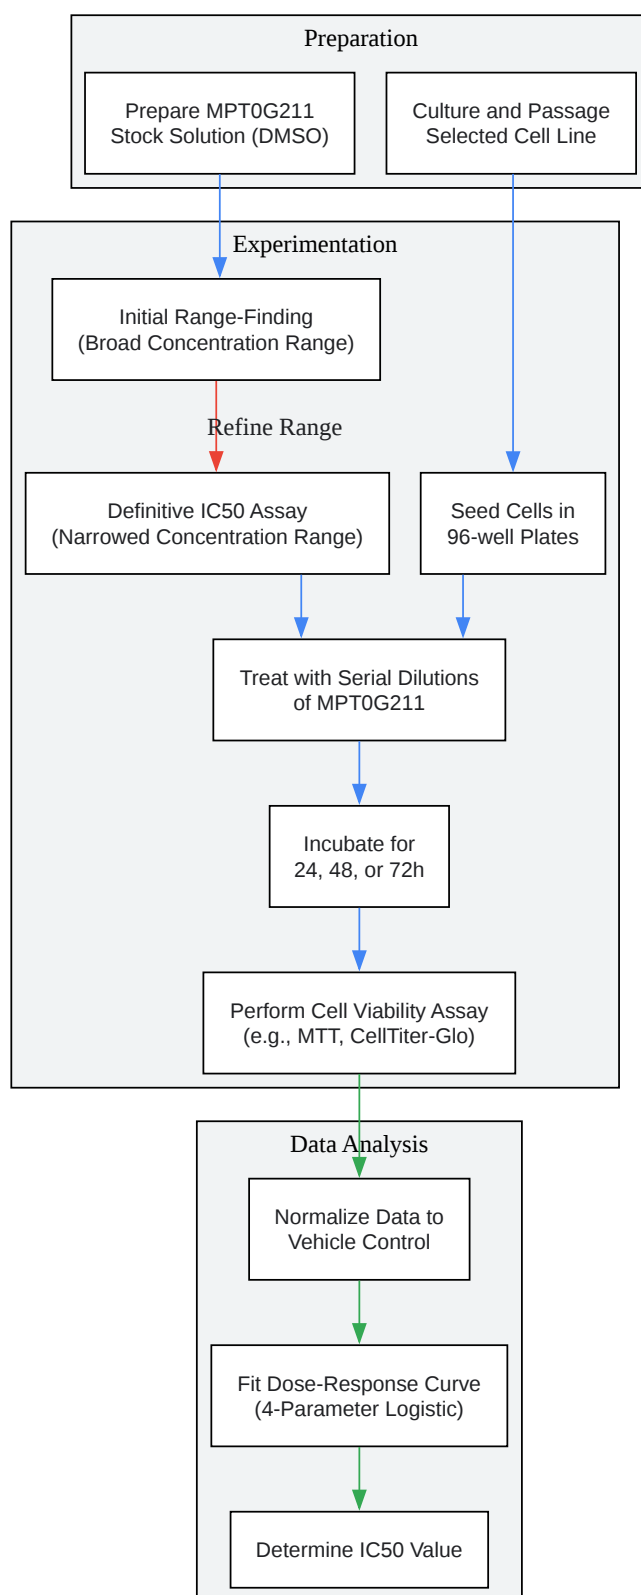 Preparation
Prepare MPT0G211
Stock Solution (DMSO)
Culture and Passage
Selected Cell Line
Experimentation
Initial Range-Finding
(Broad Concentration Range)
Refine Range
Definitive IC50 Assay
(Narrowed Concentration Range)
Seed Cells in
96-well Plates
Treat with Serial Dilutions
of MPT0G211
Incubate for
24, 48, or 72h
Perform Cell Viability Assay
(e.g., MTT, CellTiter-Glo)
Data Analysis
Normalize Data to
Vehicle Control
Fit Dose-Response Curve
(4-Parameter Logistic)
Determine IC50 Value